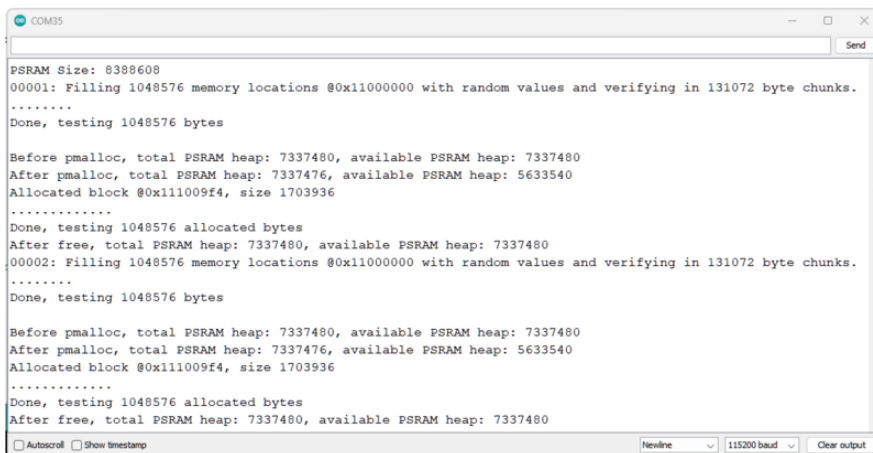 COM35
Send
PSRAM Size: 8388608
00001: Filling 1048576 memory locations @0x11000000 with random values and verifying in 131072 byte chunks.
........
Done, testing 1048576 bytes
Before pmalloc, total PSRAM heap: 7337480, available PSRAM heap: 7337480
After pmalloc, total PSRAM heap: 7337476, available PSRAM heap: 5633540
Allocated block @0x111009f4, size 1703936
.............
Done, testing 1048576 allocated bytes
After free, total PSRAM heap: 7337480, available PSRAM heap: 7337480
00002: Filling 1048576 memory locations @0x11000000 with random values and verifying in 131072 byte chunks.
........
Done, testing 1048576 bytes
Before pmalloc, total PSRAM heap: 7337480, available PSRAM heap: 7337480
After pmalloc, total PSRAM heap: 7337476, available PSRAM heap: 5633540
Allocated block @0x111009f4, size 1703936
.............
Done, testing 1048576 allocated bytes
After free, total PSRAM heap: 7337480, available PSRAM heap: 7337480
Autoscroll Show timestamp Newline 115200 baud Clear output